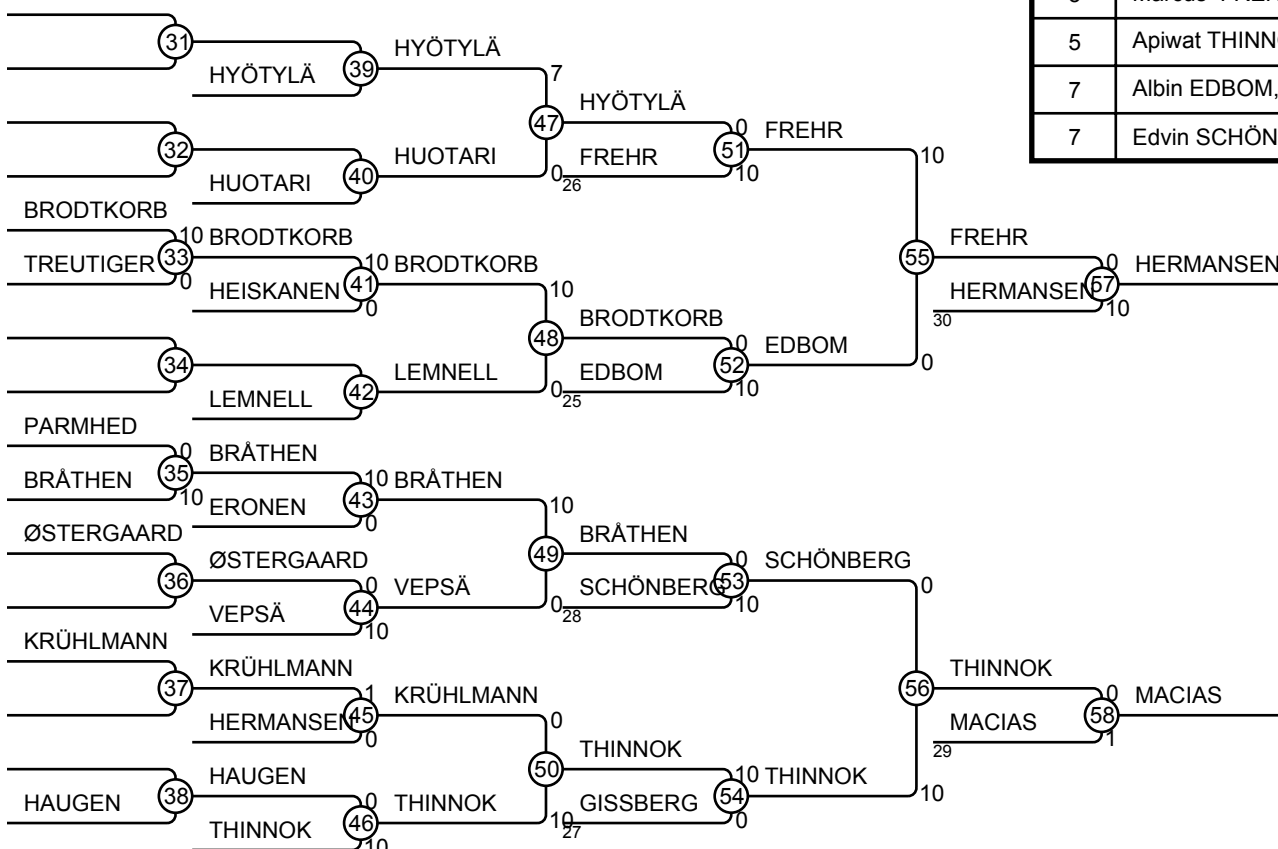 5 Apiwat THINN
7 Albin EDBOM,
7 Edvin SCHÖN
31
HYÖTYLÄ 39 HYÖTYLÄ 7
47 HYÖTYLÄ 0
32 HUOTARI 51 FREHR 10
HUOTARI 40 0 26 FREHR 10
BRODTKORB 10 BRODTKORB
TREUTIGER 33 0 10 BRODTKORB 10
HEISKANEN 41 0 55 FREHR 0 HERMANSEN
HERMANSEN 57 10
30
48 BRODTKORB 0
34 LEMNELL 52 EDBOM 0
LEMNELL 42 0 25 EDBOM 10
PARMHED 0 BRÅTHEN
BRÅTHEN 35 10 10 BRÅTHEN 10
ERONEN 43 0
ØSTERGAARD 49 BRÅTHEN 0
36 ØSTERGAARD 0 VEPSÄ 53 SCHÖNBERG 0
VEPSÄ 44 10 0 28 SCHÖNBERG 10
KRÜHLMANN
37 KRÜHLMANN 1 KRÜHLMANN 0
HERMANSEN 45 0
56 THINNOK 0 MACIAS
MACIAS 58 1
29
50 THINNOK 10 THINNOK 10
HAUGEN 38 HAUGEN 0 THINNOK 10 27 GISSBERG 54 0
THINNOK 46 10